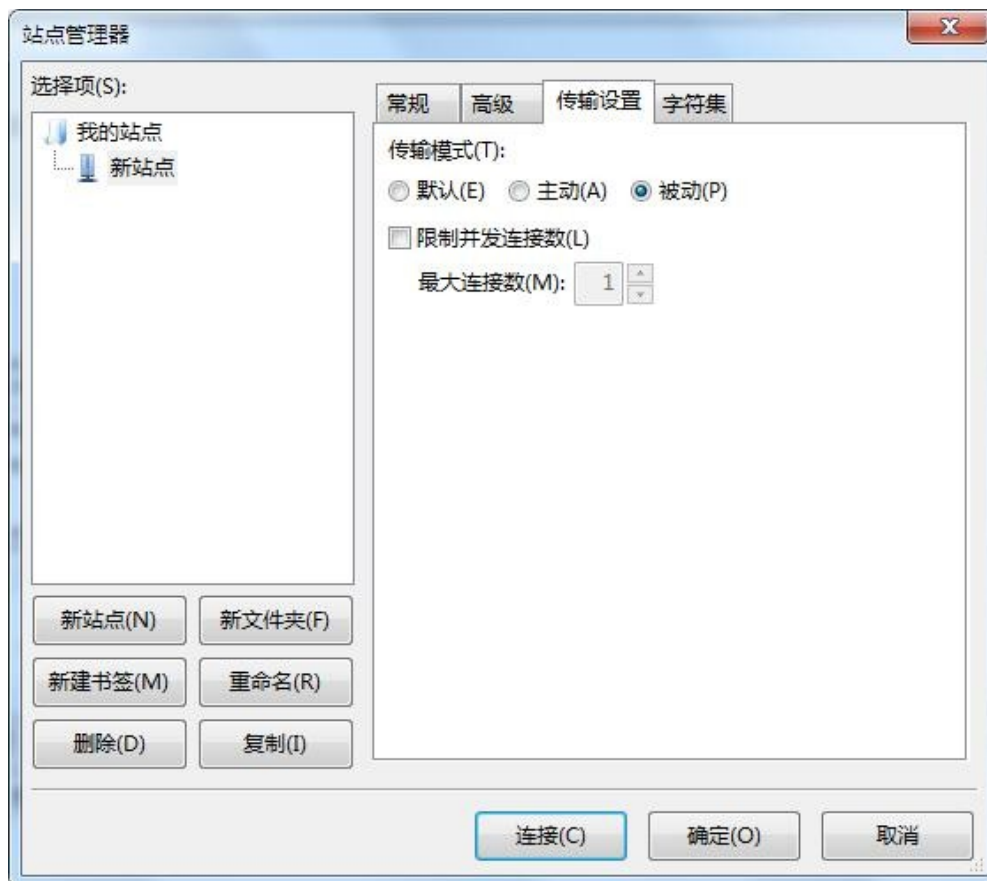 站点管理器
选择项(S):
我的站点
新站点
新站点(N) 新文件夹(F)
新建书签(M) 重命名(R)
删除(D) 复制(I)
常规 高级 传输设置 字符集
传输模式(T):
默认(E) 主动(A) 被动(P)
限制并发连接数(L)
最大连接数(M): 1
连接(C) 确定(O) 取消